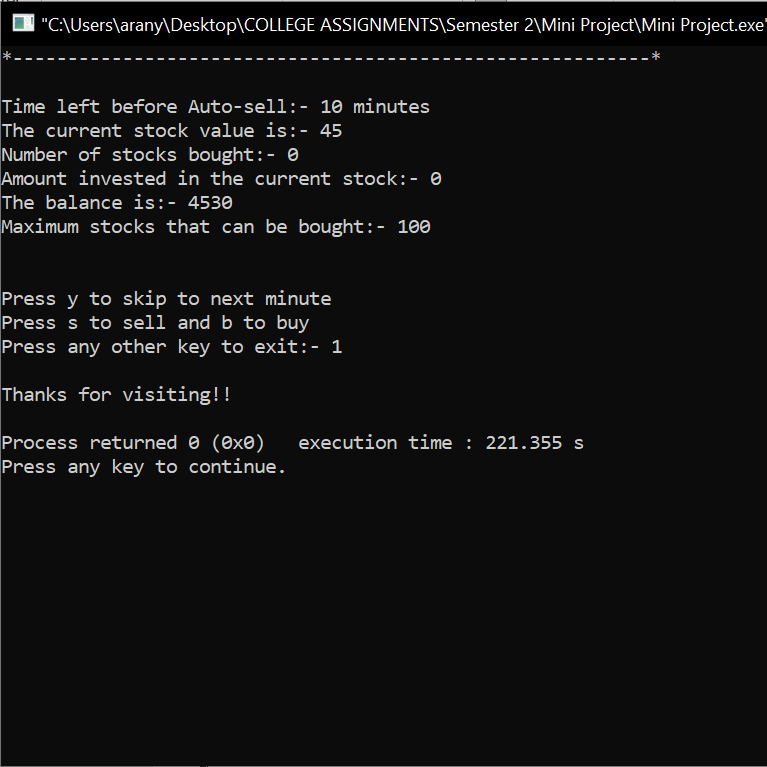 "C:\Users\arany\Desktop\COLLEGE ASSIGNMENTS\Semester 2\Mini Project\Mini Project.exe"
*----------------------------------------------------------*
Time left before Auto-sell:- 10 minutes
The current stock value is:- 45
Number of stocks bought:- 0
Amount invested in the current stock:- 0
The balance is:- 4530
Maximum stocks that can be bought:- 100
Press y to skip to next minute
Press s to sell and b to buy
Press any other key to exit:- 1
Thanks for visiting!!
Process returned 0 (0x0)   execution time : 221.355 s
Press any key to continue.